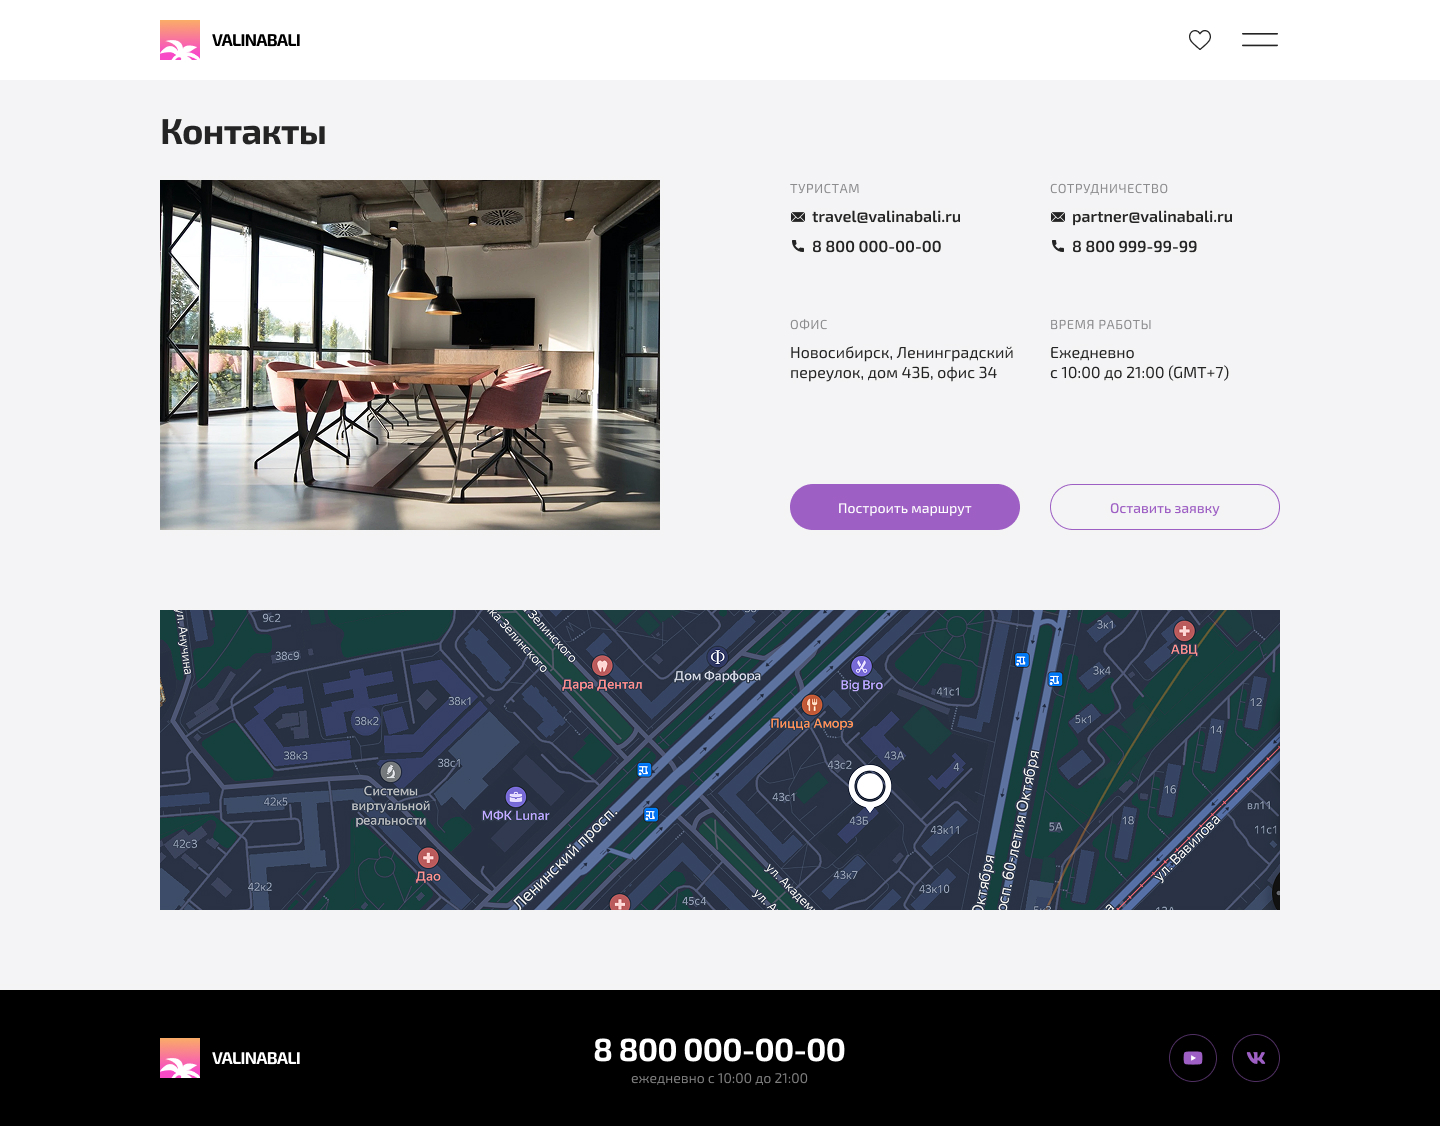 VALINABALI
Контакты
ТУРИСТАМ
travel@valinabali.ru
8 800 000-00-00
СОТРУДНИЧЕСТВО
partner@valinabali.ru
8 800 999-99-99
ОФИС
Новосибирск, Ленинградский
переулок, дом 43Б, офис 34
ВРЕМЯ РАБОТЫ
Ежедневно
с 10:00 до 21:00 (GMT+7)
Построить маршрут
Оставить заявку
ул. Анучина
9с2
38с9
Зелинского
Зелинского
Дара Дентал
Ф
Дом Фарфора
Big Bro
Пицца Аморэ
41с1
3к1
АВЦ
3к4
12
5к1
14
38к1
38к2
38к3
38с1
Системы
виртуальной
реальности
42к5
МФК Lunar
42с3
Дао
42к2
Ленинский просп.
45с4
43А
43с2
43с1
43Б
4
43к11
43к7
43к10
ул. Академ
ул.
Октября
просп. 60-летия Октября
5А
16
18
вл11
11с1
ул. Вавилова
VALINABALI
8 800 000-00-00
ежедневно с 10:00 до 21:00